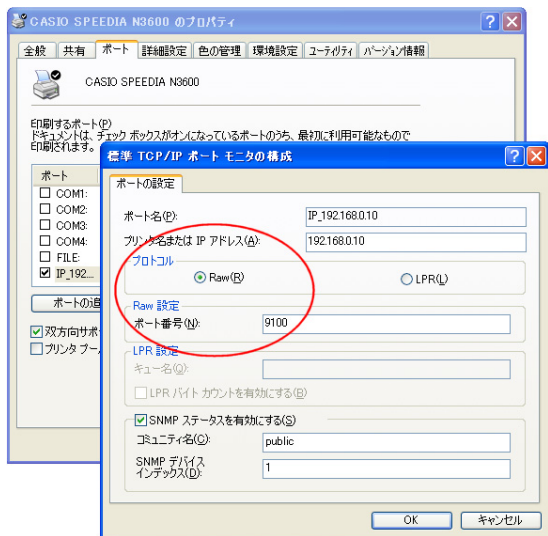 CASIO SPEEDIA N3600 のプロパティ
全般 共有 ポート 詳細設定 色の管理 環境設定 ユーティリティ バージョン情報
CASIO SPEEDIA N3600
印刷するポート(P)
ドキュメントは、チェック ボックスがオンになっているポートのうち、最初に利用可能なもので
印刷されます。
ポート
COM1:
COM2:
COM3:
COM4:
FILE:
IP_192...
ポートの追
双方向サポ
プリンタ プー
標準 TCP/IP ポート モニタの構成
ポートの設定
ポート名(P):
IP_192.168.0.10
プリンタ名または IP アドレス(A):
192.168.0.10
プロトコル
Raw(R)
LPR(L)
Raw 設定
ポート番号(N):
9100
LPR 設定
キュー名(Q):
LPR バイト カウントを有効にする(B)
SNMP ステータスを有効にする(S)
コミュニティ名(C):
public
SNMP デバイス
インデックス(D):
1
OK
キャンセル